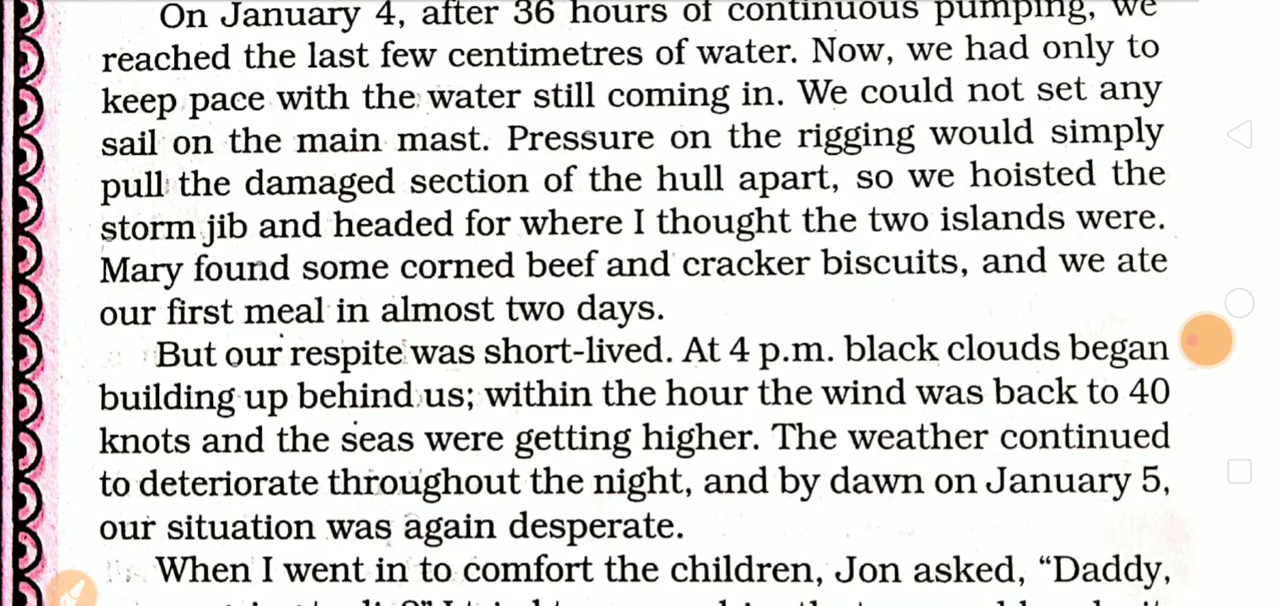 On January 4, after 36 hours of continuous pumping, we
reached the last few centimetres of water. Now, we had only to
keep pace with the water still coming in. We could not set any
sail on the main mast. Pressure on the rigging would simply
pull the damaged section of the hull apart, so we hoisted the
storm jib and headed for where I thought the two islands were.
Mary found some corned beef and cracker biscuits, and we ate
our first meal in almost two days.
But our respite was short-lived. At 4 p.m. black clouds began
building up behind us; within the hour the wind was back to 40
knots and the seas were getting higher. The weather continued
to deteriorate throughout the night, and by dawn on January 5,
our situation was again desperate.
When I went in to comfort the children, Jon asked, “Daddy,